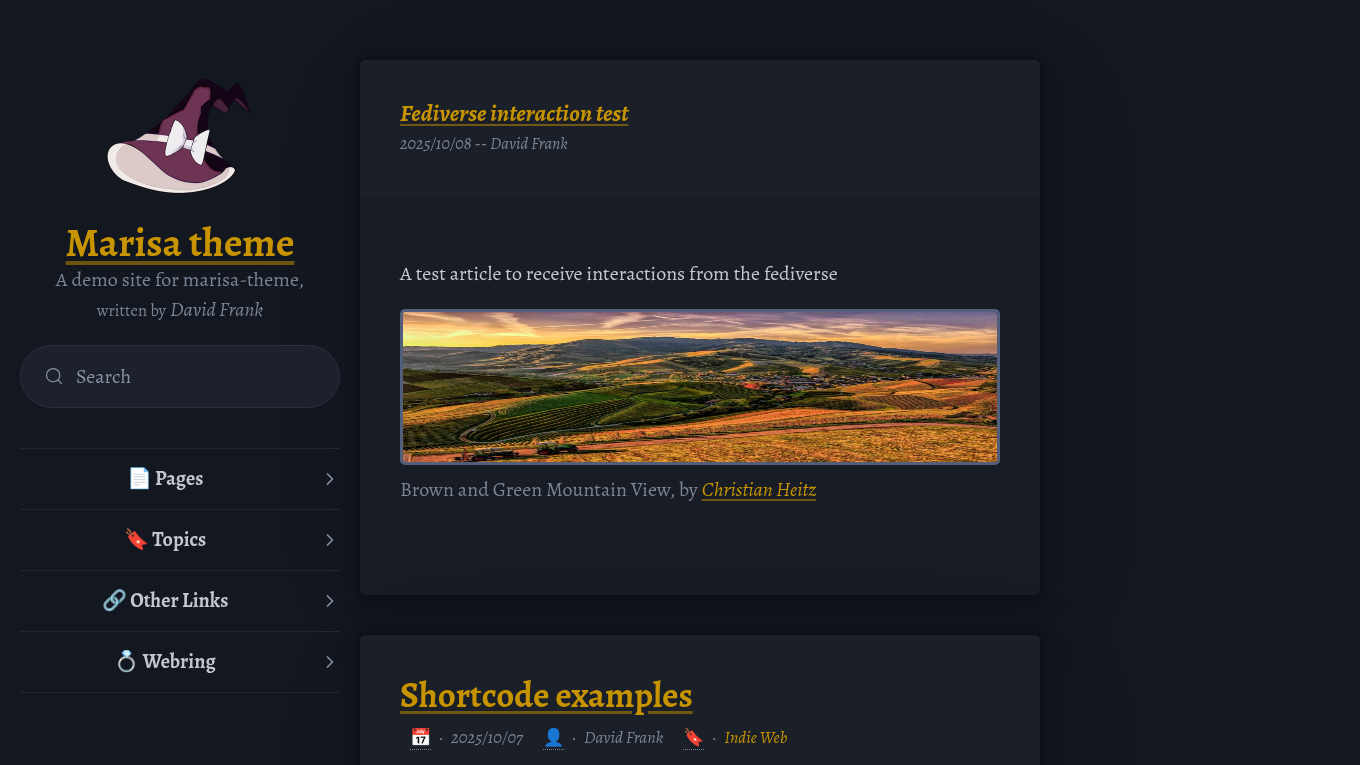 Marisa theme
A demo site for marisa-theme,
written by David Frank
Search
📄 Pages
🔖 Topics
🔗 Other Links
💍 Webring
Fediverse interaction test
2025/10/08 -- David Frank
A test article to receive interactions from the fediverse
Brown and Green Mountain View, by Christian Heitz
Shortcode examples
📅 · 2025/10/07 👤 · David Frank 🔖 · Indie Web